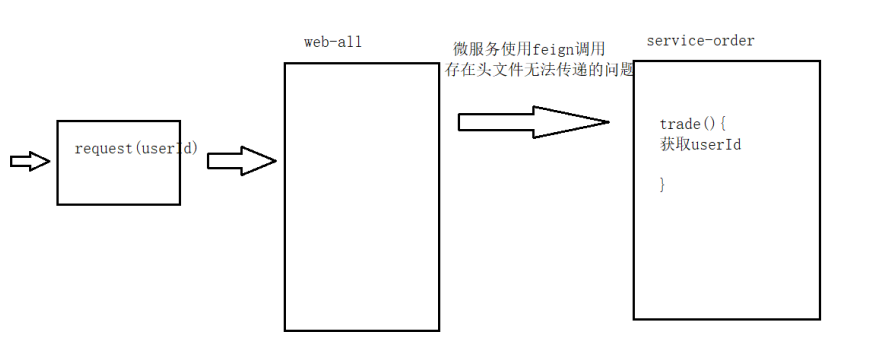 request(userId)
web-all
微服务使用feign调用
存在头文件无法传递的问题
service-order
trade(){
获取userId
}